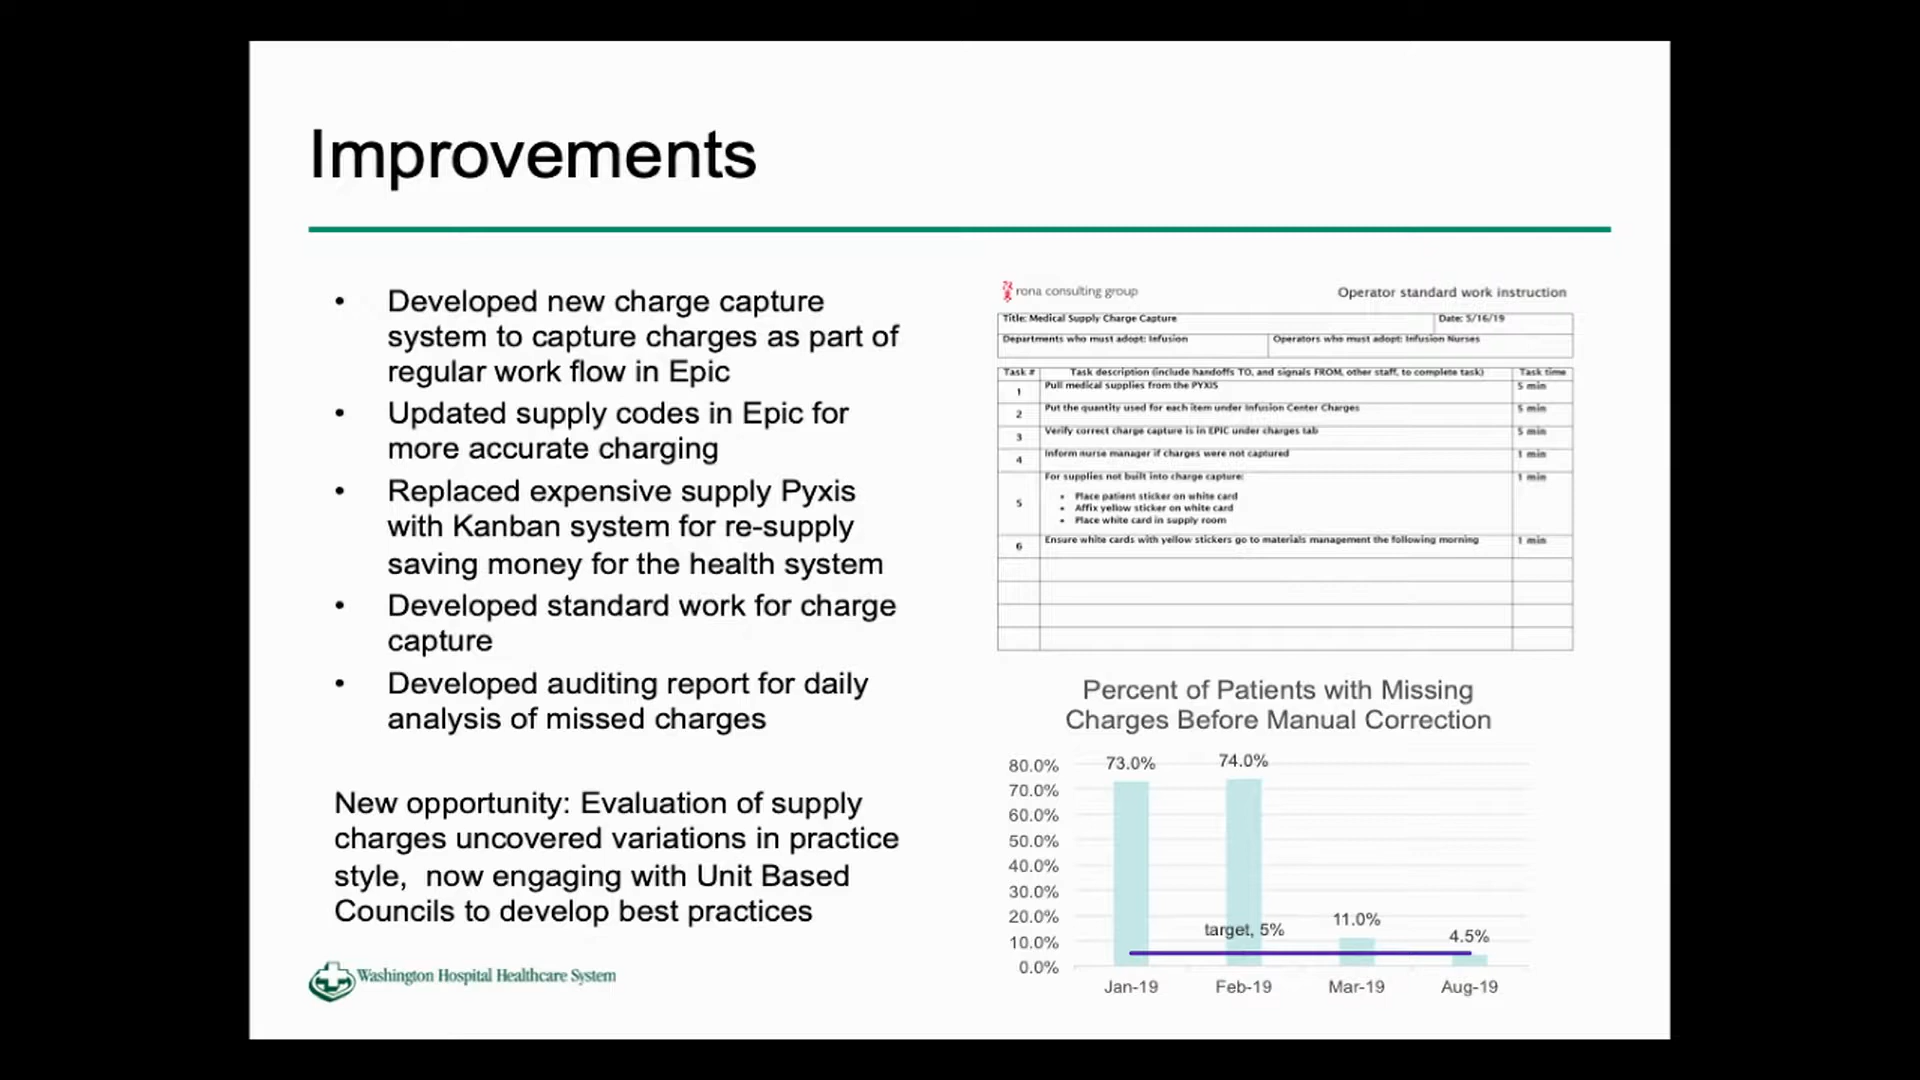 Improvements
• Developed new charge capture
system to capture charges as part of
regular work flow in Epic
• Updated supply codes in Epic for
more accurate charging
• Replaced expensive supply Pyxis
with Kanban system for re-supply
saving money for the health system
• Developed standard work for charge
capture
• Developed auditing report for daily
analysis of missed charges
New opportunity: Evaluation of supply
charges uncovered variations in practice
style, now engaging with Unit Based
Councils to develop best practices
Washington Hospital Healthcare System
rona consulting group
Operator standard work instruction
Title: Medical Supply Charge Capture
Date: 5/16/19
Departments who must adopt: Infusion
Operators who must adopt: Infusion Nurses
Task # Task description (include handoffs TO, and signals FROM, other staff, to complete task) Task time
1 Pull medical supplies from the PYXIS 5 min
2 Put the quantity used for each item under Infusion Center Charges 5 min
3 Verify correct charge capture is in EPIC under charges tab 5 min
4 Inform nurse manager if charges were not captured 1 min
5 For supplies not built into charge capture: 1 min
• Place patient sticker on white card
• Affix yellow sticker on white card
• Place white card in supply room
6 Ensure white cards with yellow stickers go to materials management the following morning 1 min
Percent of Patients with Missing
Charges Before Manual Correction
80.0%
70.0%
60.0%
50.0%
40.0%
30.0%
20.0%
10.0%
0.0%
73.0%
74.0%
11.0%
4.5%
target, 5%
Jan-19 Feb-19 Mar-19 Aug-19